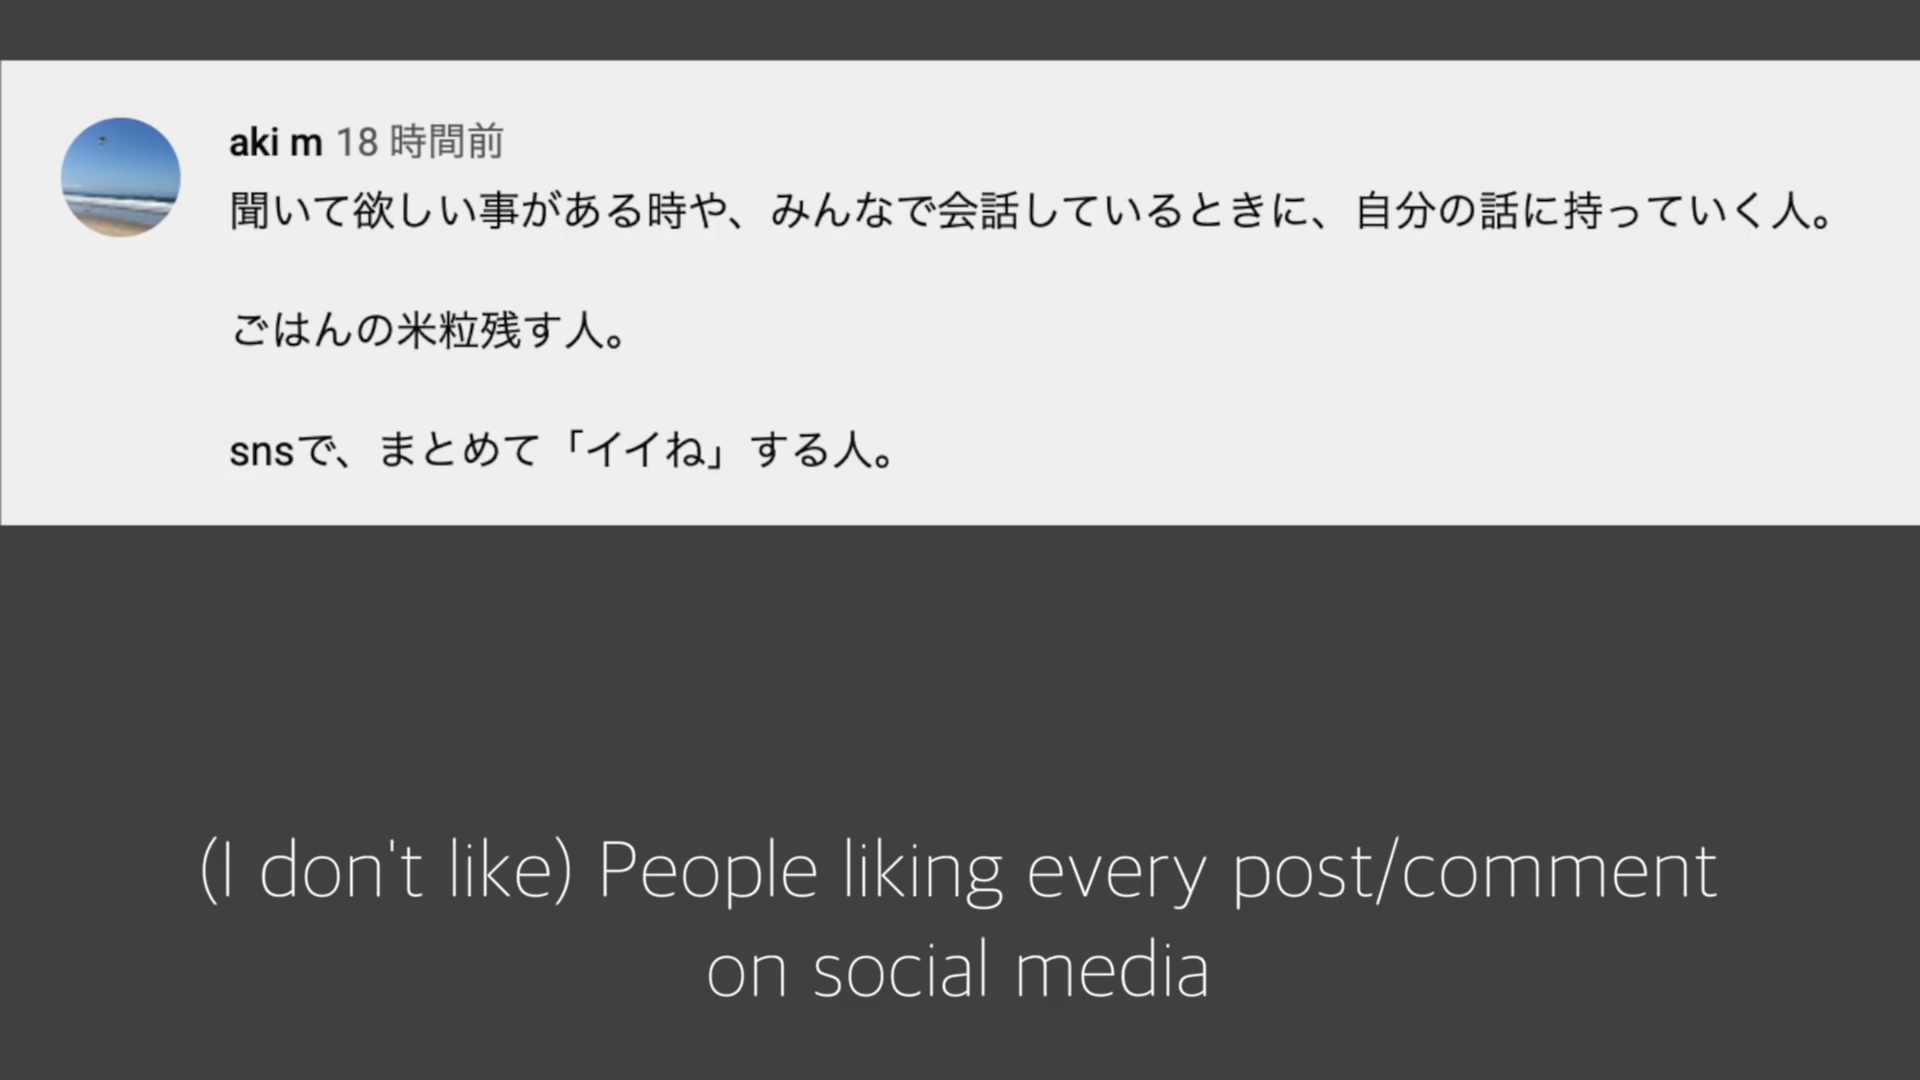 aki m 18 時間前
聞いて欲しい事がある時や、みんなで会話しているときに、自分の話に持っていく人。
ごはんの米粒残す人。
snsで、まとめて「イイね」する人。
(I don't like) People liking every post/comment
on social media